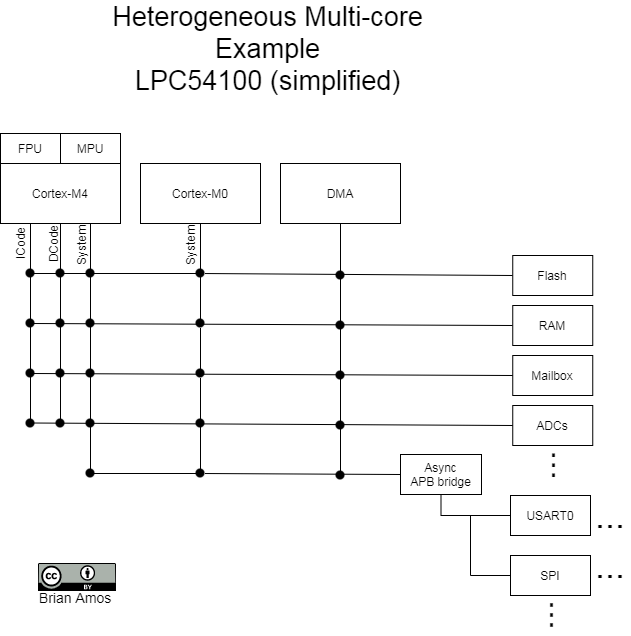 Heterogeneous Multi-core
Example
LPC54100 (simplified)
FPU
MPU
Cortex-M4
Cortex-M0
DMA
ICode
DCode
System
System
Flash
RAM
Mailbox
ADCs
Async
APB bridge
USART0
SPI
cc
BY
Brian Amos